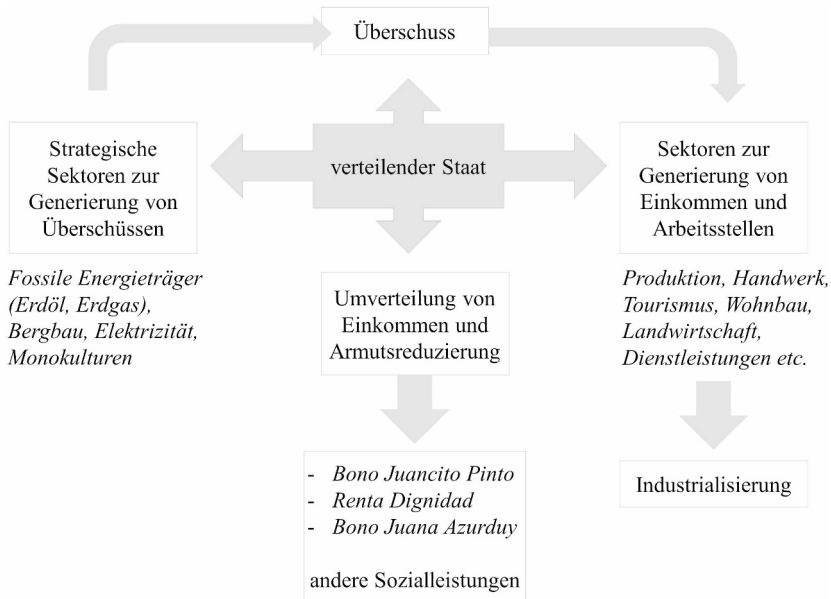 Überschuss
Strategische
Sektoren zur
Generierung von
Überschüssen
verteilender Staat
Sektoren zur
Generierung von
Einkommen und
Arbeitsstellen
Fossile Energieträger
(Erdöl, Erdgas),
Bergbau, Elektrizität,
Monokulturen
Umverteilung von
Einkommen und
Armutsreduzierung
Produktion, Handwerk,
Tourismus, Wohnbau,
Landwirtschaft,
Dienstleistungen etc.
- Bono Juancito Pinto
- Renta Dignidad
- Bono Juana Azurduy
andere Sozialleistungen
Industrialisierung